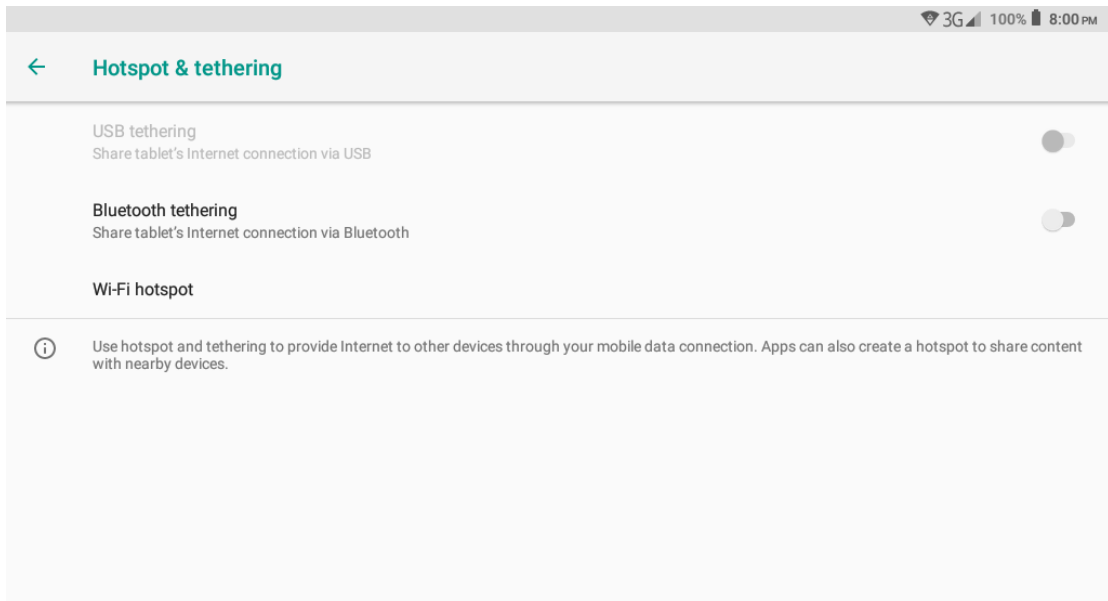 3G 100% 8:00 PM
Hotspot & tethering
USB tethering
Share tablet's Internet connection via USB
Bluetooth tethering
Share tablet's Internet connection via Bluetooth
Wi-Fi hotspot
Use hotspot and tethering to provide Internet to other devices through your mobile data connection. Apps can also create a hotspot to share content
with nearby devices.